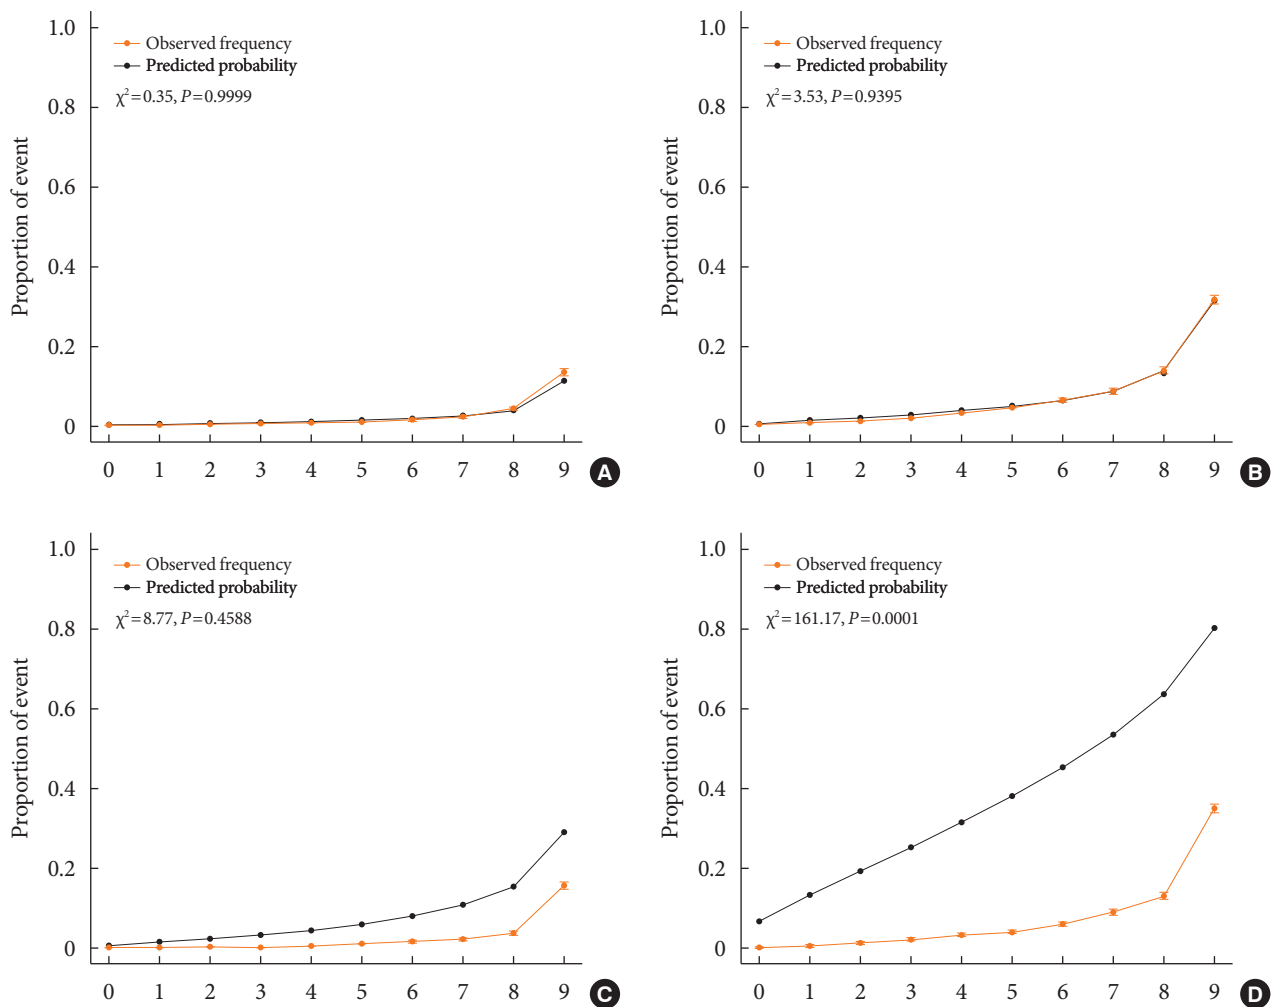 Proportion of event
1.0
0.8
0.6
0.4
0.2
0
Observed frequency
Predicted probability
χ²=0.35, P=0.9999
0 1 2 3 4 5 6 7 8 9
A
Proportion of event
1.0
0.8
0.6
0.4
0.2
0
Observed frequency
Predicted probability
χ²=3.53, P=0.9395
0 1 2 3 4 5 6 7 8 9
B
Proportion of event
1.0
0.8
0.6
0.4
0.2
0
Observed frequency
Predicted probability
χ²=8.77, P=0.4588
0 1 2 3 4 5 6 7 8 9
C
Proportion of event
1.0
0.8
0.6
0.4
0.2
0
Observed frequency
Predicted probability
χ²=161.17, P=0.0001
0 1 2 3 4 5 6 7 8 9
D